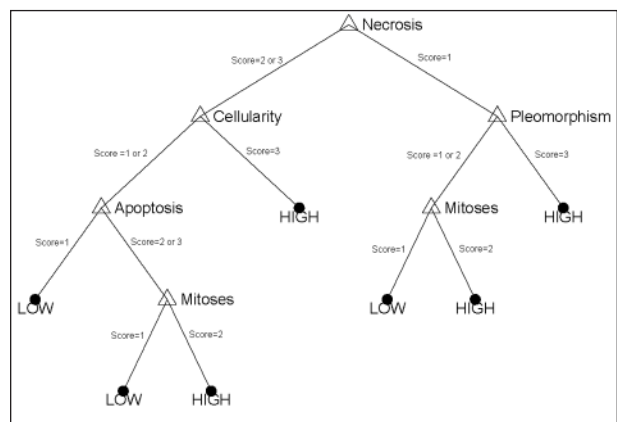 Necrosis
Score=2 or 3
Score=1
Cellularity
Pleomorphism
Score =1 or 2
Score=3
Score =1 or 2
Score=3
Apoptosis
HIGH
Mitoses
HIGH
Score=1
Score=2 or 3
Score=1
Score=2
LOW
Mitoses
LOW
HIGH
Score=1
Score=2
LOW
HIGH